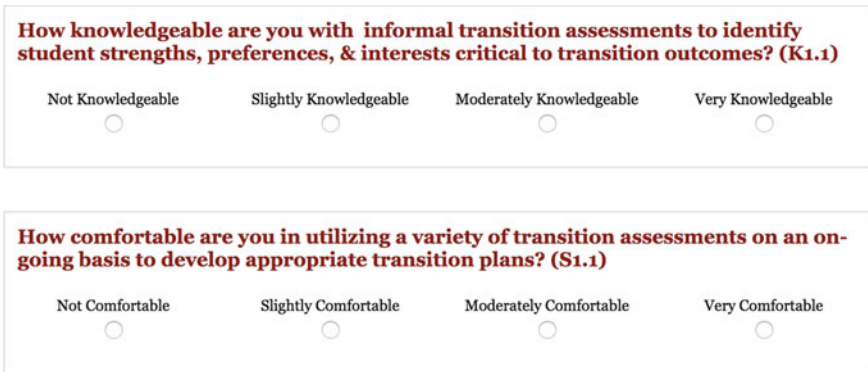 How knowledgeable are you with informal transition assessments to identify
student strengths, preferences, & interests critical to transition outcomes? (K1.1)
Not Knowledgeable Slightly Knowledgeable Moderately Knowledgeable Very Knowledgeable
How comfortable are you in utilizing a variety of transition assessments on an on-
going basis to develop appropriate transition plans? (S1.1)
Not Comfortable Slightly Comfortable Moderately Comfortable Very Comfortable